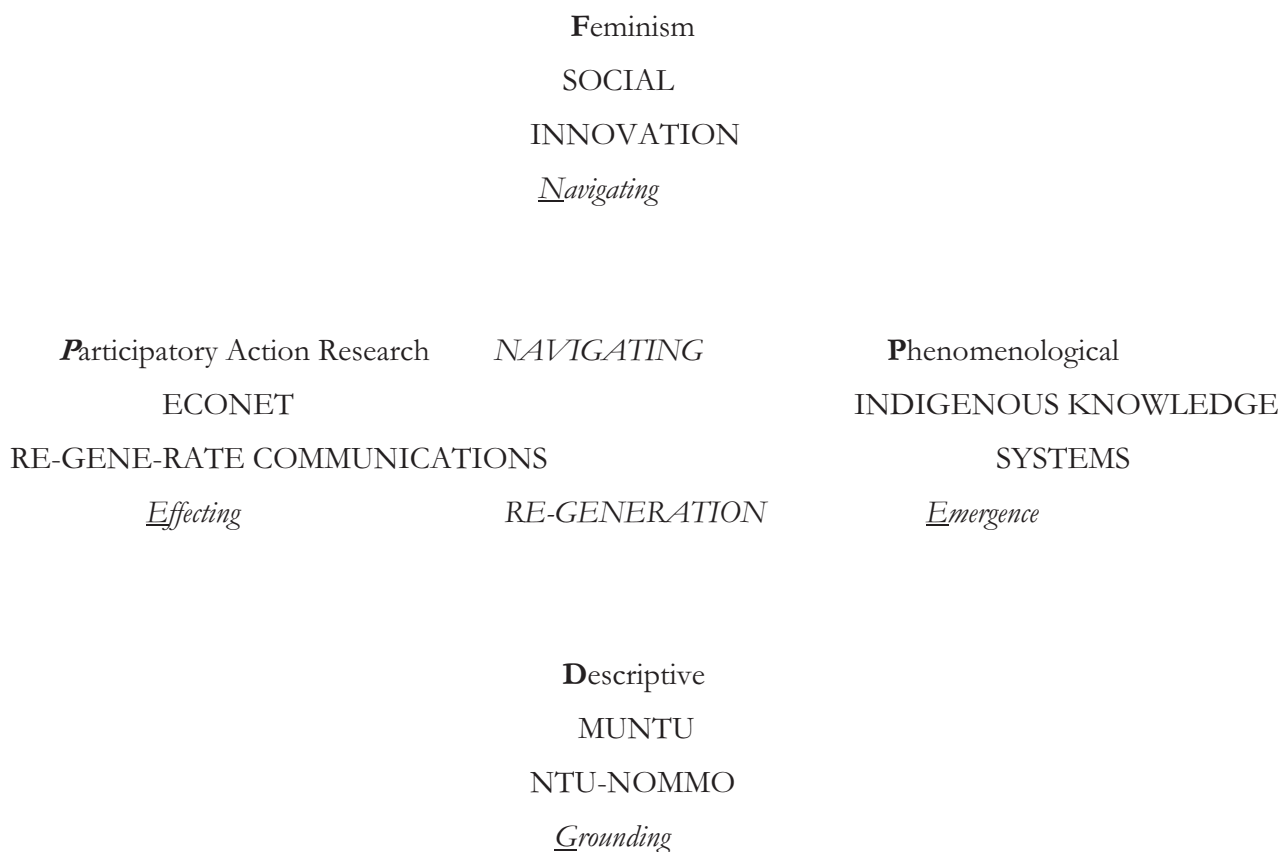 Feminism
SOCIAL
INNOVATION
Navigating
Participatory Action Research NAVIGATING Phenomenological
ECONET INDIGENOUS KNOWLEDGE
RE-GENE-RATE COMMUNICATIONS SYSTEMS
Effecting RE-GENERATION Emergence
Descriptive
MUNTU
NTU-NOMMO
Grounding